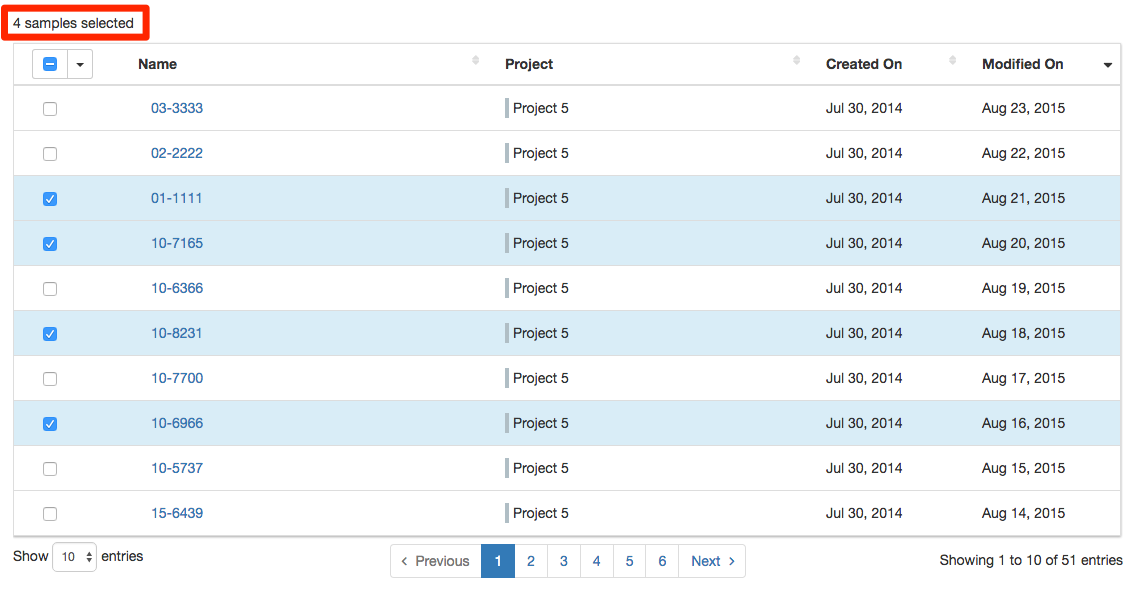 4 samples selected
Name Project Created On Modified On
03-3333 Project 5 Jul 30, 2014 Aug 23, 2015
02-2222 Project 5 Jul 30, 2014 Aug 22, 2015
01-1111 Project 5 Jul 30, 2014 Aug 21, 2015
10-7165 Project 5 Jul 30, 2014 Aug 20, 2015
10-6366 Project 5 Jul 30, 2014 Aug 19, 2015
10-8231 Project 5 Jul 30, 2014 Aug 18, 2015
10-7700 Project 5 Jul 30, 2014 Aug 17, 2015
10-6966 Project 5 Jul 30, 2014 Aug 16, 2015
10-5737 Project 5 Jul 30, 2014 Aug 15, 2015
15-6439 Project 5 Jul 30, 2014 Aug 14, 2015
Show 10 entries ‹ Previous 1 2 3 4 5 6 Next › Showing 1 to 10 of 51 entries